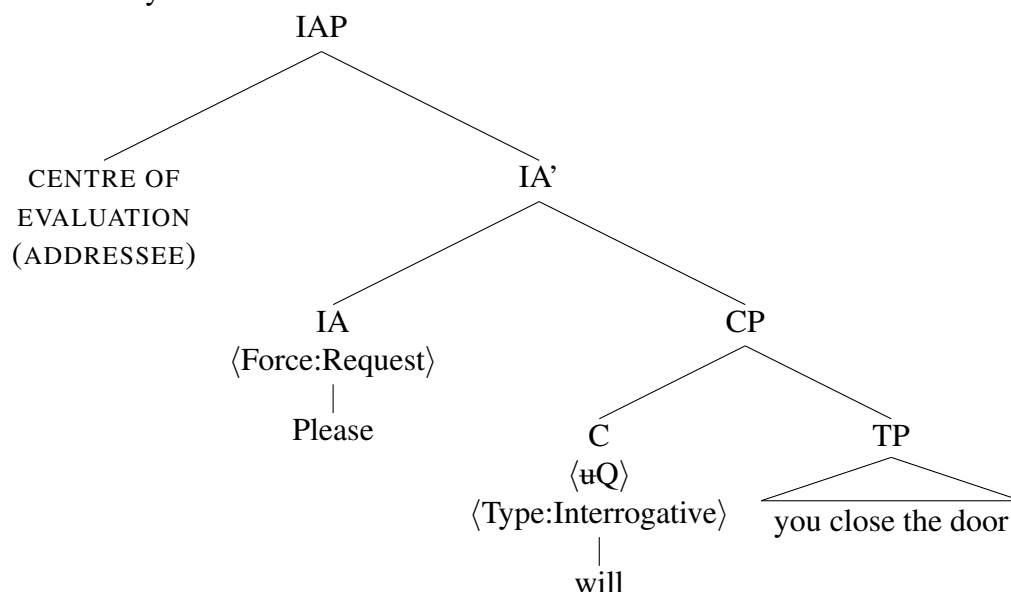 IAP
CENTRE OF
EVALUATION
(ADDRESSEE)
IA’
IA
⟨Force:Request⟩
Please
CP
C
⟨uQ⟩
⟨Type:Interrogative⟩
will
TP
you close the door